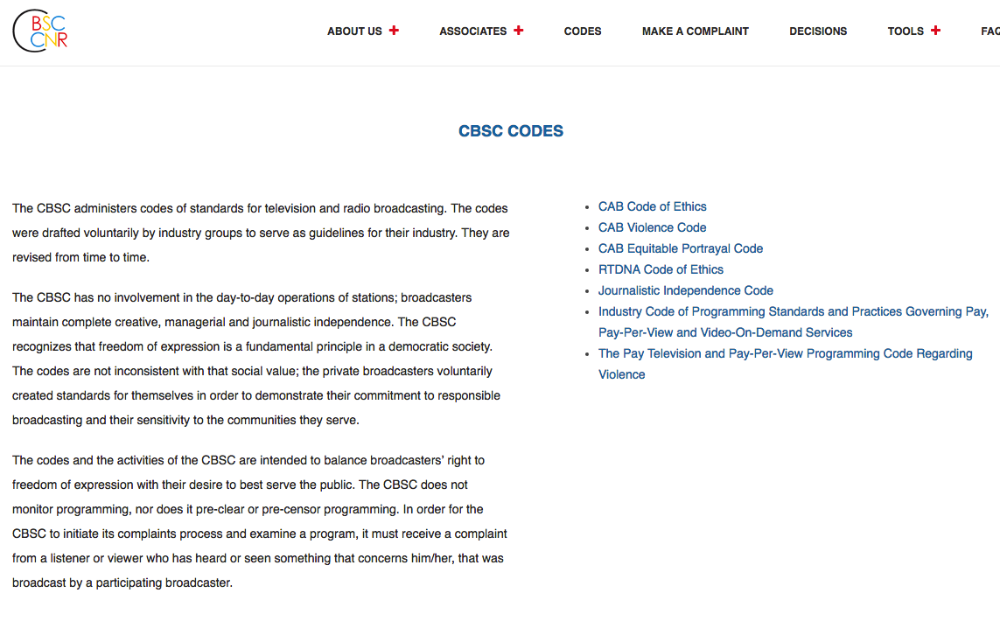 BSC
CNR
ABOUT US +
ASSOCIATES +
CODES
MAKE A COMPLAINT
DECISIONS
TOOLS +
FAQ
CBSC CODES
The CBSC administers codes of standards for television and radio broadcasting. The codes
were drafted voluntarily by industry groups to serve as guidelines for their industry. They are
revised from time to time.
The CBSC has no involvement in the day-to-day operations of stations; broadcasters
maintain complete creative, managerial and journalistic independence. The CBSC
recognizes that freedom of expression is a fundamental principle in a democratic society.
The codes are not inconsistent with that social value; the private broadcasters voluntarily
created standards for themselves in order to demonstrate their commitment to responsible
broadcasting and their sensitivity to the communities they serve.
The codes and the activities of the CBSC are intended to balance broadcasters’ right to
freedom of expression with their desire to best serve the public. The CBSC does not
monitor programming, nor does it pre-clear or pre-censor programming. In order for the
CBSC to initiate its complaints process and examine a program, it must receive a complaint
from a listener or viewer who has heard or seen something that concerns him/her, that was
broadcast by a participating broadcaster.
• CAB Code of Ethics
• CAB Violence Code
• CAB Equitable Portrayal Code
• RTDNA Code of Ethics
• Journalistic Independence Code
• Industry Code of Programming Standards and Practices Governing Pay,
Pay-Per-View and Video-On-Demand Services
• The Pay Television and Pay-Per-View Programming Code Regarding
Violence